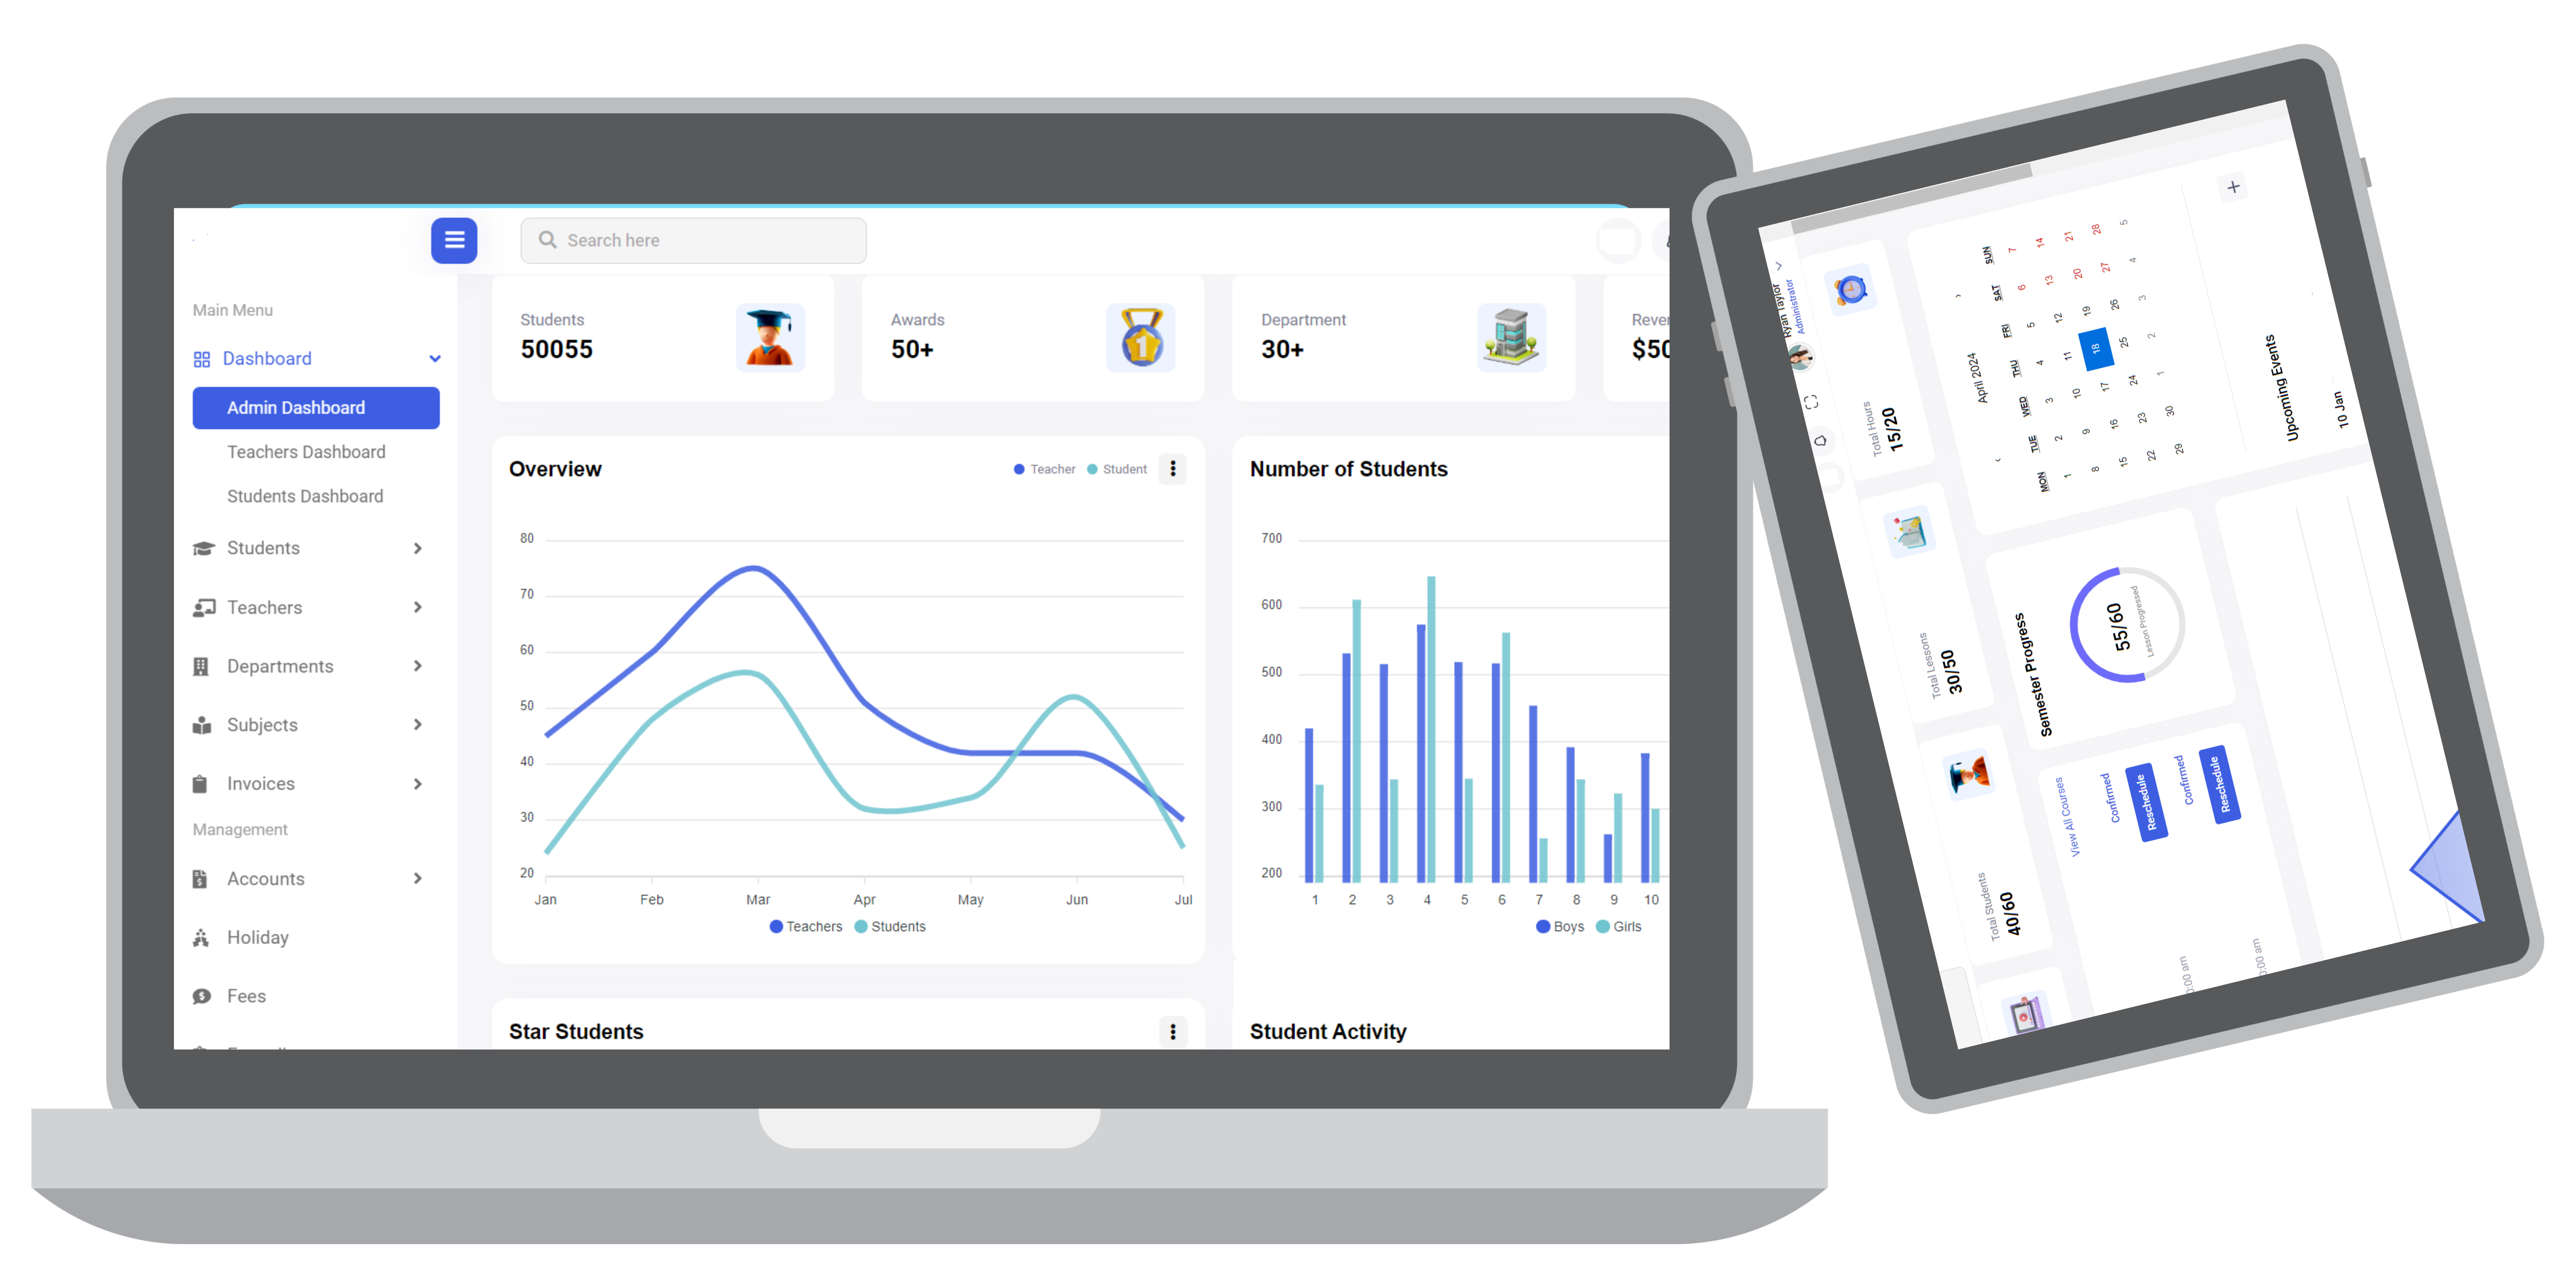 Search here
Main Menu
Dashboard
Admin Dashboard
Teachers Dashboard
Students Dashboard
Students
Teachers
Departments
Subjects
Invoices
Management
Accounts
Holiday
Fees
Students
50055
Awards
50+
Department
30+
$50
Overview
Teacher Student
80
70
60
50
40
30
20
Jan Feb Mar Apr May Jun Jul
Teachers Students
Number of Students
700
600
500
400
300
200
1 2 3 4 5 6 7 8 9 10
Boys Girls
Star Students
Student Activity
Ryan Taylor
Administrator
Total Students
40/60
Total Lessons
30/50
Total Hours
15/20
View All Courses
Confirmed
Reschedule
Confirmed
Reschedule
Semester Progress
55/60
Lesson Progressed
April 2024
MON TUE WED THU FRI SAT SUN
1 2 3 4 5 6 7
8 9 10 11 12 13 14
15 16 17 18 19 20 21
22 23 24 25 26 27 28
29 30 1 2 3 4 5
Upcoming Events
10 Jan